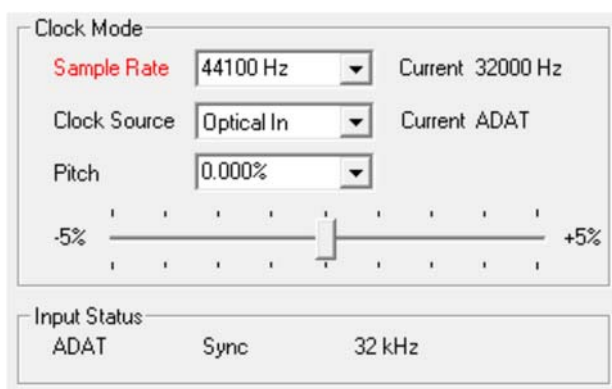 Clock Mode
Sample Rate 44100 Hz Current 32000 Hz
Clock Source Optical In Current ADAT
Pitch 0.000%
-5% +5%
Input Status
ADAT Sync 32 kHz